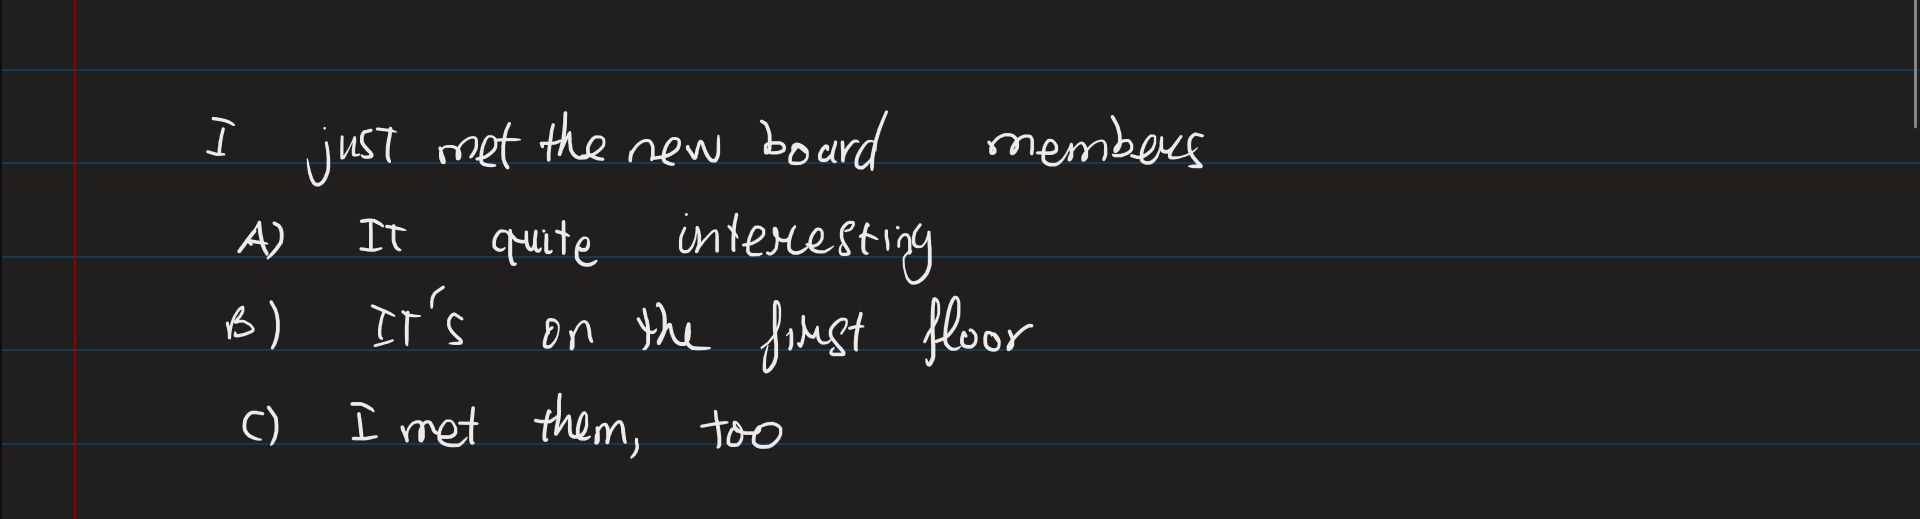 I just met the new board members
A) It quite interesting
B) It's on the first floor
C) I met them, too